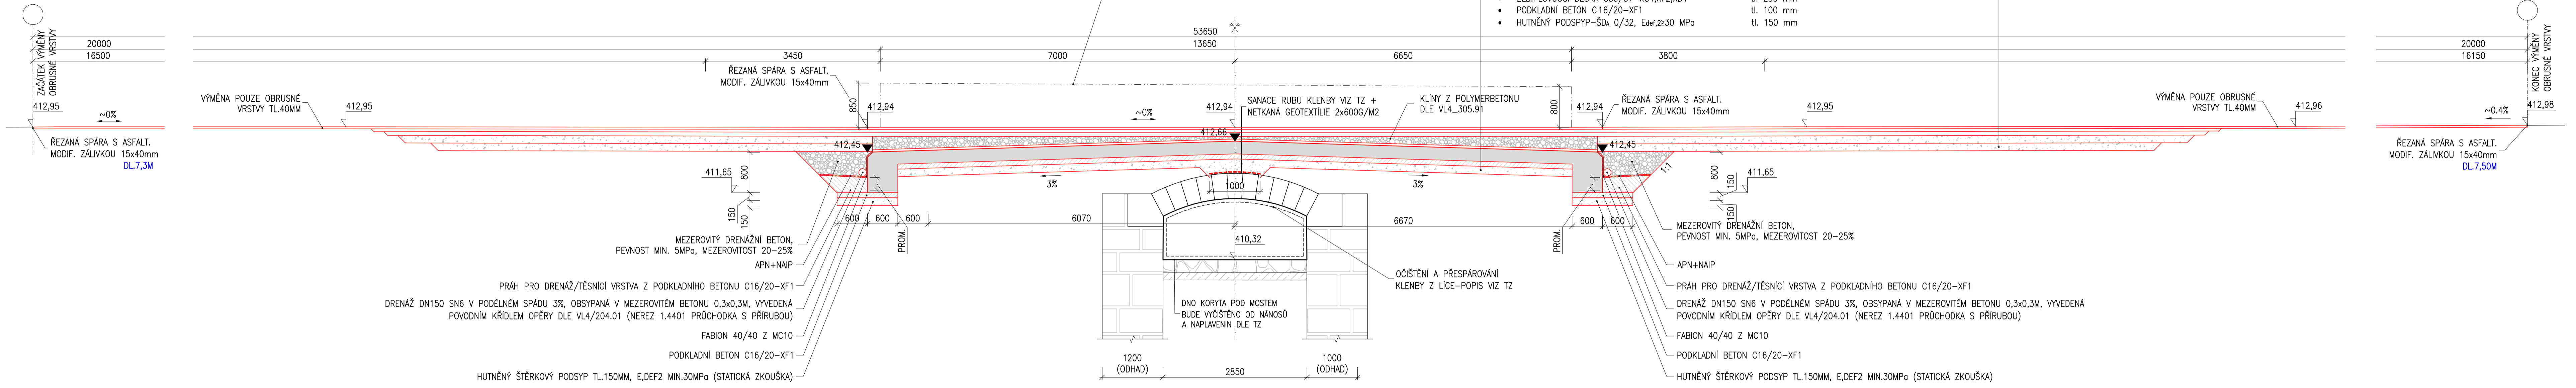 • PODKLADNÍ BETON C16/20-XF1 tl. 100 mm
• HUTNĚNÝ PODSPYP-ŠDA 0/32, Edef,2≥30 MPa tl. 150 mm
53650
20000 13650 20000
16500 3450 7000 6650 3800 16150
ZAČÁTEK VÝMĚNY
OBRUSNÉ VRSTVY
KONEC VÝMĚNY
OBRUSNÉ VRSTVY
ŘEZANÁ SPÁRA S ASFALT.
MODIF. ZÁLIVKOU 15x40mm
VÝMĚNA POUZE OBRUSNÉ
VRSTVY TL.40MM
412,95
~0%
412,95
850
412,94
~0%
412,94
SANACE RUBU KLENBY VIZ TZ +
NETKANÁ GEOTEXTÍLIE 2x600G/M2
KLÍNY Z POLYMERBETONU
DLE VL4_305.91
800
412,94
ŘEZANÁ SPÁRA S ASFALT.
MODIF. ZÁLIVKOU 15x40mm
412,95
VÝMĚNA POUZE OBRUSNÉ
VRSTVY TL.40MM
412,96
~0.4%
412,98
ŘEZANÁ SPÁRA S ASFALT.
MODIF. ZÁLIVKOU 15x40mm
DL.7,3M
412,66
412,45
412,45
ŘEZANÁ SPÁRA S ASFALT.
MODIF. ZÁLIVKOU 15x40mm
DL.7,50M
411,65
800
150
150
3%
1000
3%
1:1
800
150
150
411,65
600
600
PROM.
6070
6670
PROM.
600
600
410,32
MEZEROVITÝ DRENÁŽNÍ BETON,
PEVNOST MIN. 5MPa, MEZEROVITOST 20-25%
APN+NAIP
PRÁH PRO DRENÁŽ/TĚSNÍCÍ VRSTVA Z PODKLADNÍHO BETONU C16/20-XF1
DRENÁŽ DN150 SN6 V PODÉLNÉM SPÁDU 3%, OBSYPANÁ V MEZEROVITÉM BETONU 0,3x0,3M, VYVEDENÁ
POVODNÍM KŘÍDLEM OPĚRY DLE VL4/204.01 (NEREZ 1.4401 PRŮCHODKA S PŘÍRUBOU)
FABION 40/40 Z MC10
PODKLADNÍ BETON C16/20-XF1
HUTNĚNÝ ŠTĚRKOVÝ PODSYP TL.150MM, E,DEF2 MIN.30MPa (STATICKÁ ZKOUŠKA)
DNO KORYTA POD MOSTEM
BUDE VYČIŠTĚNO OD NÁNOSŮ
A NAPLAVENIN DLE TZ
OČIŠTĚNÍ A PŘESPÁROVÁNÍ
KLENBY Z LÍCE-POPIS VIZ TZ
1200
(ODHAD)
2850
1000
(ODHAD)
MEZEROVITÝ DRENÁŽNÍ BETON,
PEVNOST MIN. 5MPa, MEZEROVITOST 20-25%
APN+NAIP
PRÁH PRO DRENÁŽ/TĚSNÍCÍ VRSTVA Z PODKLADNÍHO BETONU C16/20-XF1
DRENÁŽ DN150 SN6 V PODÉLNÉM SPÁDU 3%, OBSYPANÁ V MEZEROVITÉM BETONU 0,3x0,3M, VYVEDENÁ
POVODNÍM KŘÍDLEM OPĚRY DLE VL4/204.01 (NEREZ 1.4401 PRŮCHODKA S PŘÍRUBOU)
FABION 40/40 Z MC10
PODKLADNÍ BETON C16/20-XF1
HUTNĚNÝ ŠTĚRKOVÝ PODSYP TL.150MM, E,DEF2 MIN.30MPa (STATICKÁ ZKOUŠKA)